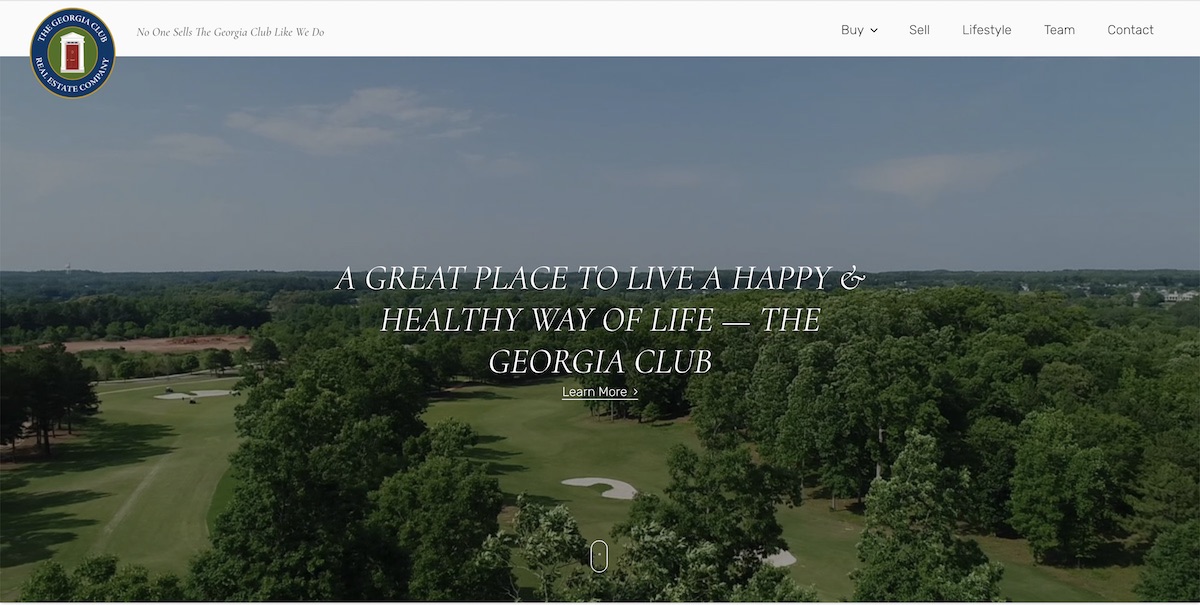 THE GEORGIA CLUB
REAL ESTATE COMPANY
No One Sells The Georgia Club Like We Do
Buy
Sell
Lifestyle
Team
Contact
A GREAT PLACE TO LIVE A HAPPY &
HEALTHY WAY OF LIFE — THE
GEORGIA CLUB
Learn More ›